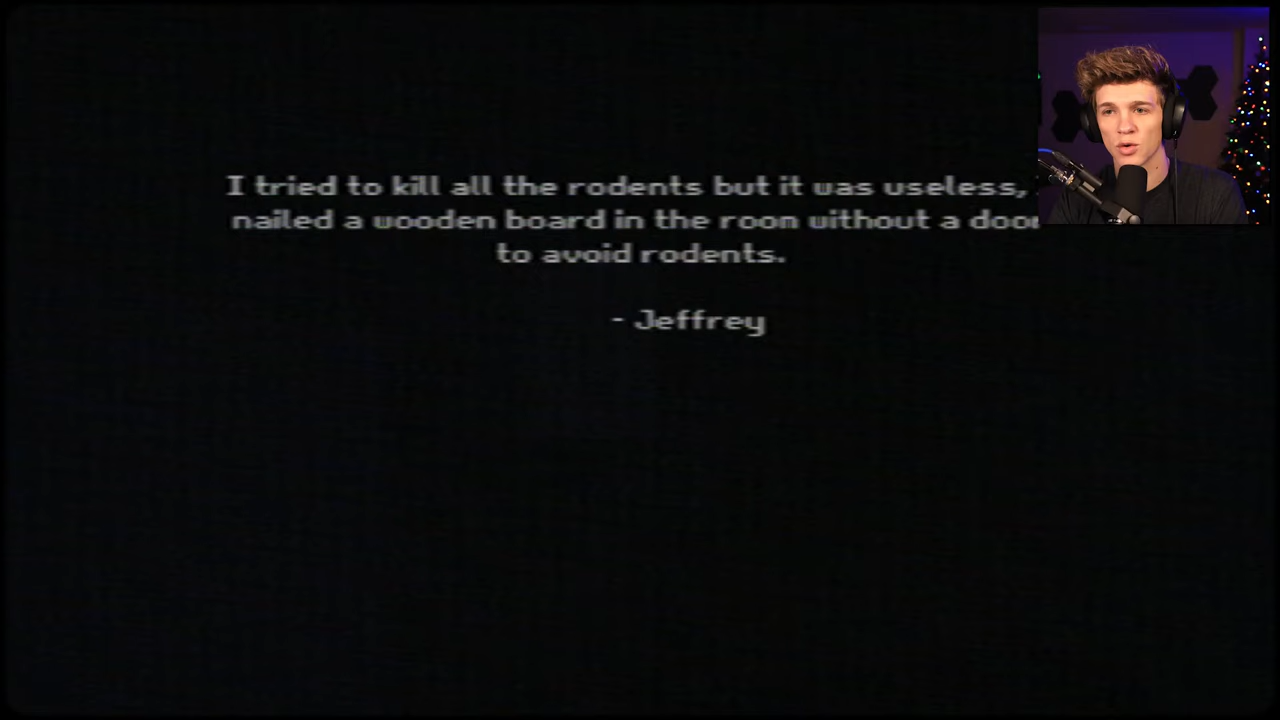 I tried to kill all the rodents but it was useless,
nailed a wooden board in the room without a door
to avoid rodents.
- Jeffrey